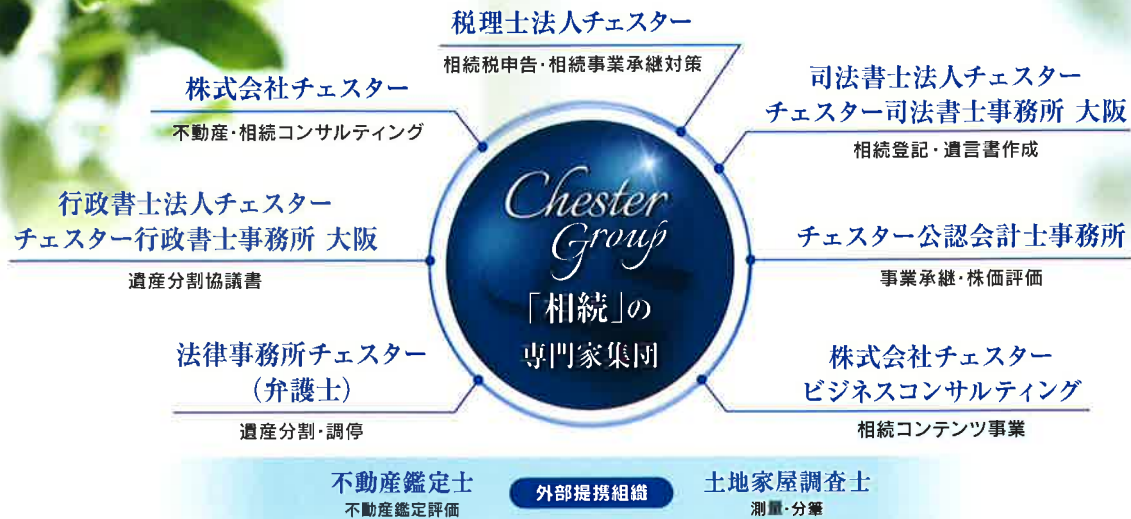 税理士法人チェスター
相続税申告・相続事業承継対策
株式会社チェスター
不動産・相続コンサルティング
司法書士法人チェスター
チェスター司法書士事務所 大阪
相続登記・遺言書作成
行政書士法人チェスター
チェスター行政書士事務所 大阪
遺産分割協議書
Chester
Group
「相続」の
専門家集団
チェスター公認会計士事務所
事業承継・株価評価
法律事務所チェスター
（弁護士）
遺産分割・調停
株式会社チェスター
ビジネスコンサルティング
相続コンテンツ事業
不動産鑑定士
不動産鑑定評価
外部提携組織
土地家屋調査士
測量・分筆